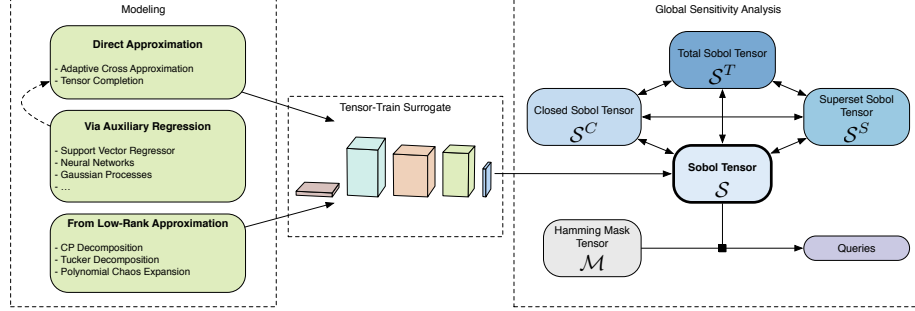 Modeling
Direct Approximation
- Adaptive Cross Approximation
- Tensor Completion
Via Auxiliary Regression
- Support Vector Regressor
- Neural Networks
- Gaussian Processes
- ...
From Low-Rank Approximation
- CP Decomposition
- Tucker Decomposition
- Polynomial Chaos Expansion
Tensor-Train Surrogate
Global Sensitivity Analysis
Total Sobol Tensor
𝒮^T
Closed Sobol Tensor
𝒮^C
Superset Sobol
Tensor
𝒮^S
Sobol Tensor
𝒮
Hamming Mask
Tensor
ℳ
Queries